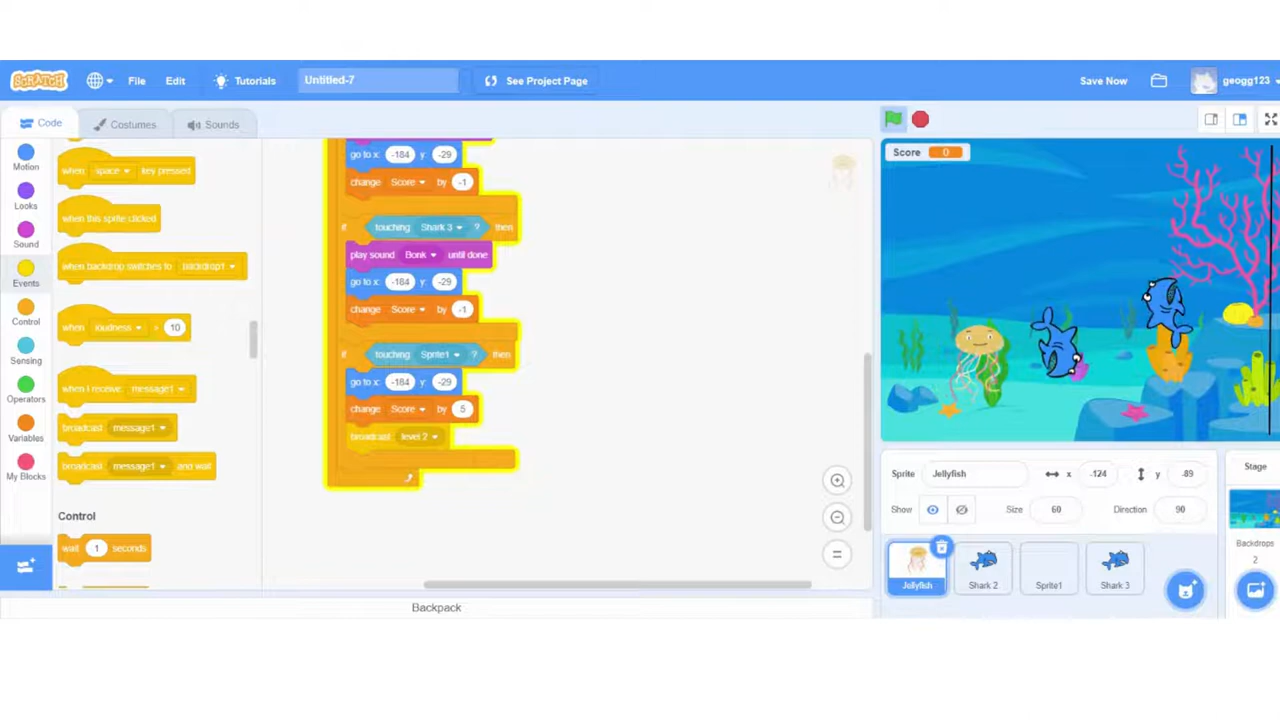 SCRATCH File Edit Tutorials Untitled-7 See Project Page Save Now geogg123
Code Costumes Sounds
Motion
Looks
Sound
Events
Control
Sensing
Operators
Variables
My Blocks
when space key pressed
when this sprite clicked
when backdrop switches to backdrop1
when loudness > 10
when I receive message1
broadcast message1
broadcast message1 and wait
Control
wait 1 seconds
go to x: -184 y: -29
change Score by -1
if touching Shark 3 ? then
play sound Bonk until done
go to x: -184 y: -29
change Score by -1
if touching Sprite1 ? then
go to x: -184 y: -29
change Score by 5
broadcast level 2
Backpack
Score 0
Sprite Jellyfish x -124 y -89
Show Size 60 Direction 90
Jellyfish Shark 2 Sprite1 Shark 3
Stage
Backdrops
2